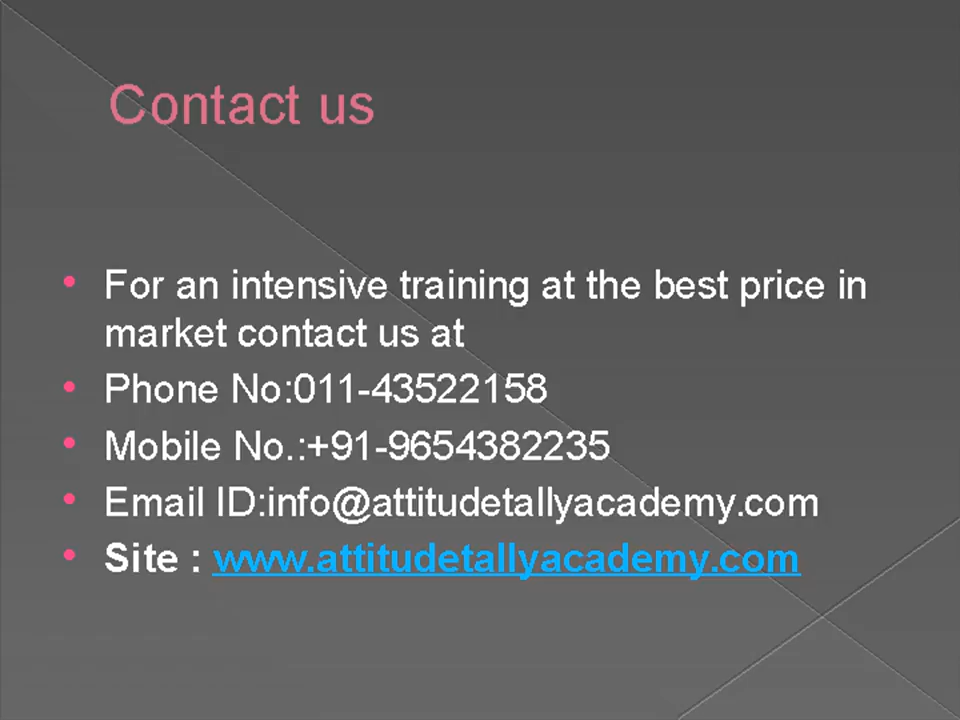 Contact us
• For an intensive training at the best price in
market contact us at
• Phone No:011-43522158
• Mobile No.:+91-9654382235
• Email ID:info@attitudetallyacademy.com
• Site : www.attitudetallyacademy.com